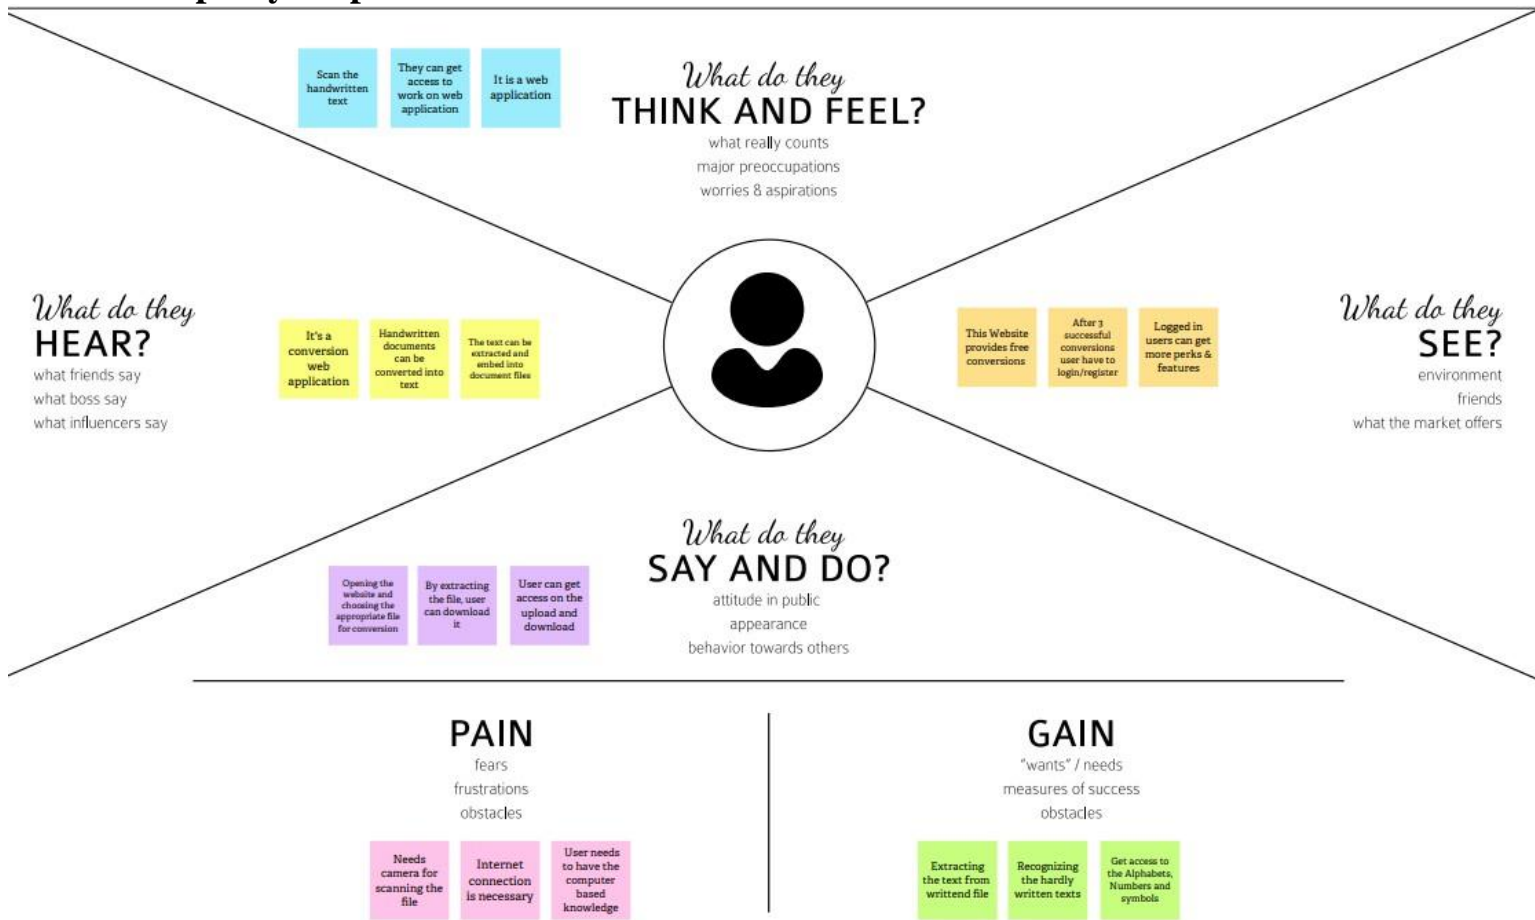 Scan the
handwritten
text
They can get
access to
work on web
application
It is a web
application
What do they
THINK AND FEEL?
what really counts
major preoccupations
worries & aspirations
What do they
HEAR?
what friends say
what boss say
what influencers say
It's a
conversion
web
application
Handwritten
documents
can be
converted into
text
The text can be
extracted and
embed into
document files
This Website
provides free
conversions
After 3
successful
conversions
user have to
login/register
Logged in
users can get
more perks &
features
What do they
SEE?
environment
friends
what the market offers
What do they
SAY AND DO?
attitude in public
appearance
behavior towards others
Opening the
website and
choosing the
appropriate file
for conversion
By extracting
the file, user
can download
it
User can get
access on the
upload and
download
PAIN
fears
frustrations
obstacles
Needs
camera for
scanning the
file
Internet
connection
is necessary
User needs
to have the
computer
based
knowledge
GAIN
"wants" / needs
measures of success
obstacles
Extracting
the text from
writtend file
Recognizing
the hardly
written texts
Get access to
the Alphabets,
Numbers and
symbols